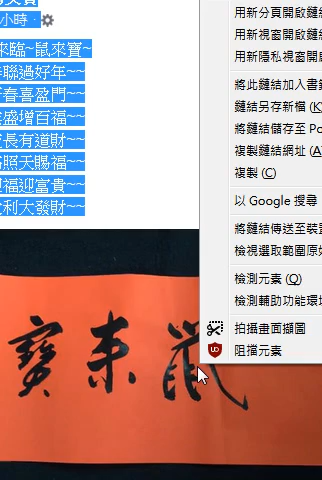 小時
來臨~鼠來寶~
聯過好年~~
春喜盈門~~
盛增百福~~
長有道財~~
照天賜福~~
福迎富貴~~
利大發財~~
用新分頁開啟鏈結
用新視窗開啟鏈結
用新隱私視窗開
將此鏈結加入書
鏈結另存新檔 (K
將鏈結儲存至 Po
複製鏈結網址 (A
複製 (C)
以 Google 搜尋
將鏈結傳送至裝
檢視選取範圍原
檢測元素 (Q)
檢測輔助功能環
拍攝畫面擷圖
阻擋元素
寶來鼠